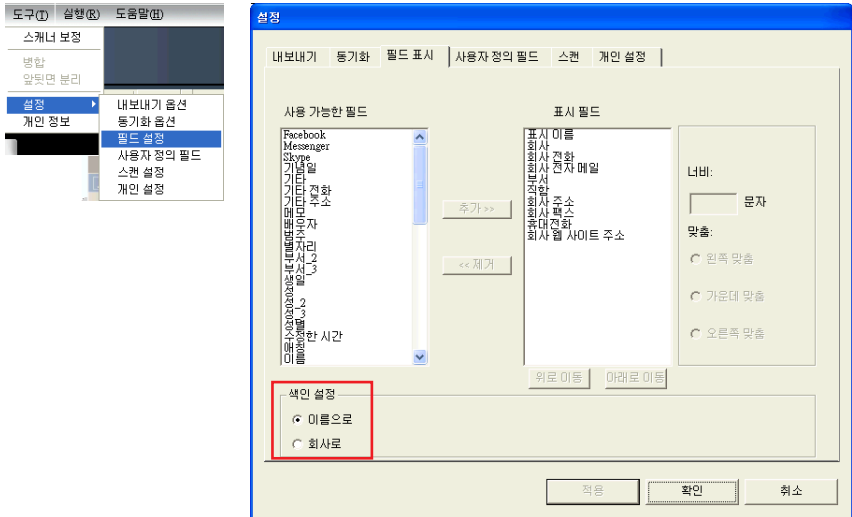 도구(T) 실행(R) 도움말(H)
스캐너 보정
병합
앞뒷면 분리
설정
개인 정보
내보내기 옵션
동기화 옵션
필드 설정
사용자 정의 필드
스캔 설정
개인 설정
설정
내보내기 동기화 필드 표시 사용자 정의 필드 스캔 개인 설정
사용 가능한 필드
Facebook
Messenger
Skype
기념일
기타
기타 전화
기타 주소
메모
배우자
범주
별자리
부서_2
부서_3
생일
성
성_2
성_3
성별
수정한 시간
애칭
이름
추가 >>
<< 제거
표시 필드
표시 이름
회사
회사 전화
회사 전자 메일
부서
직함
회사 주소
회사 팩스
휴대전화
회사 웹 사이트 주소
위로 이동 아래로 이동
너비:
문자
맞춤:
왼쪽 맞춤
가운데 맞춤
오른쪽 맞춤
색인 설정
이름으로
회사로
적용 확인 취소